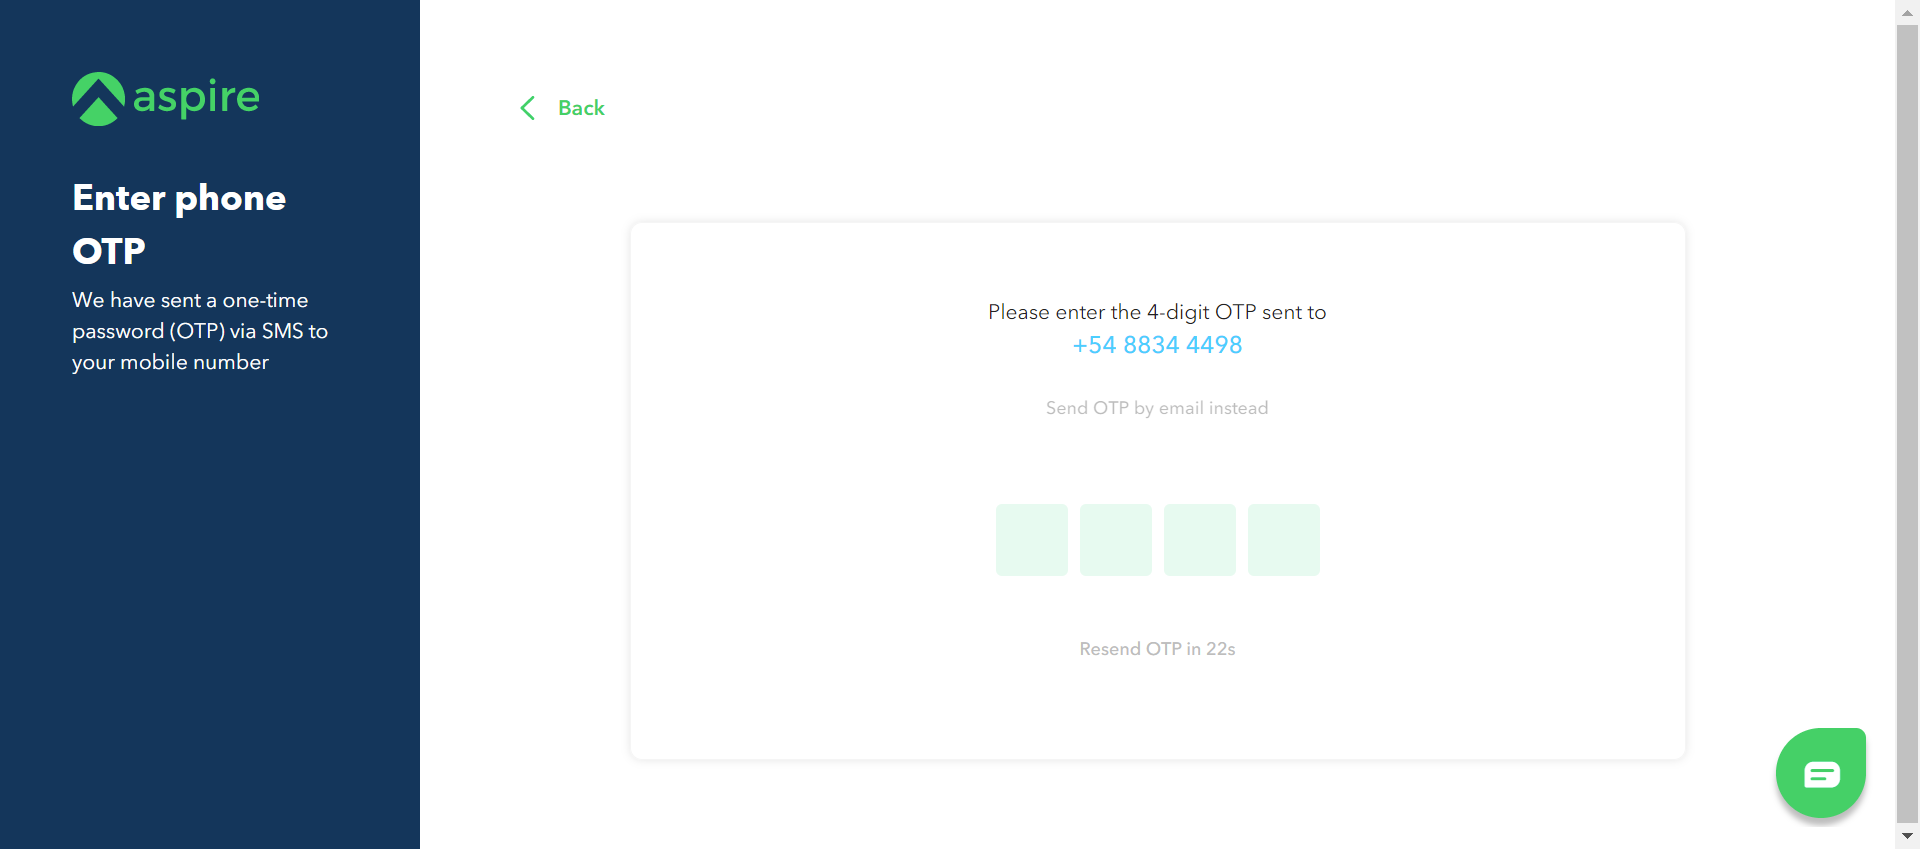 aspire
Enter phone
OTP
We have sent a one-time
password (OTP) via SMS to
your mobile number
Back
Please enter the 4-digit OTP sent to
+54 8834 4498
Send OTP by email instead
Resend OTP in 22s